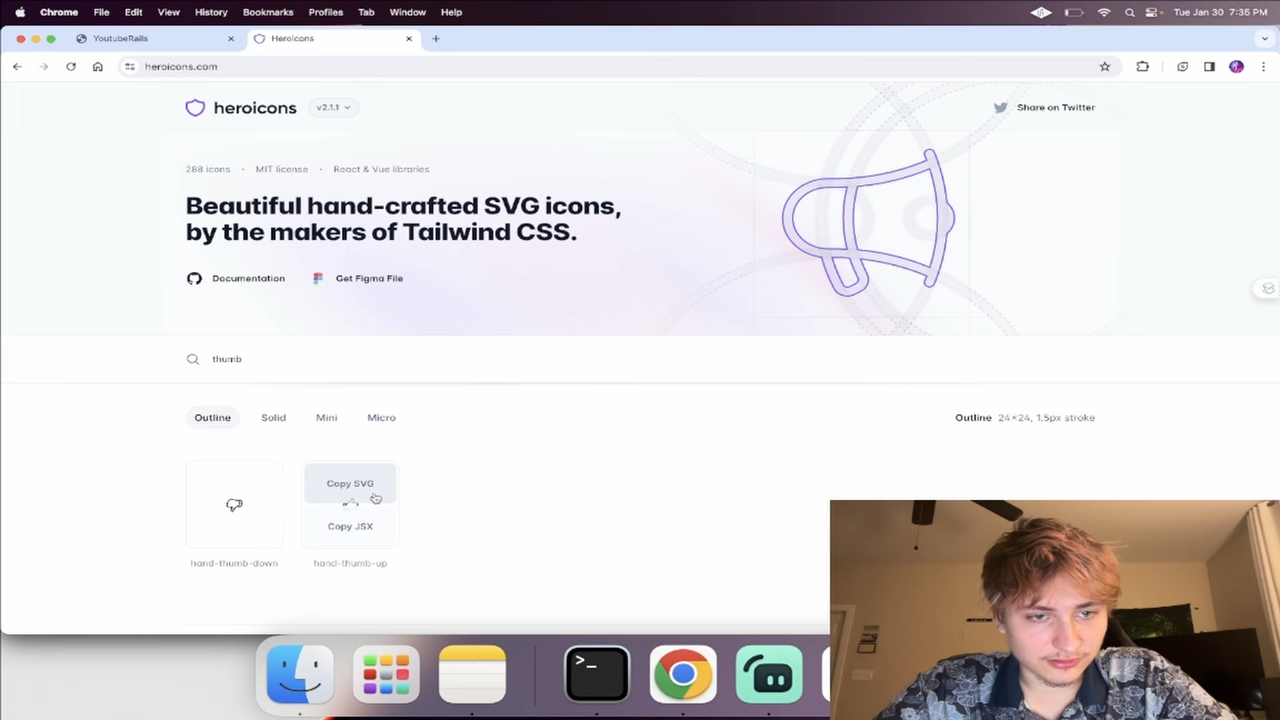 Chrome File Edit View History Bookmarks Profiles Tab Window Help Tue Jan 30 7:35 PM
YoutubeRails Heroicons
heroicons.com
heroicons v2.1.1 Share on Twitter
288 icons · MIT license · React & Vue libraries
Beautiful hand-crafted SVG icons,
by the makers of Tailwind CSS.
Documentation Get Figma File
thumb
Outline Solid Mini Micro Outline 24×24, 1.5px stroke
Copy SVG
Copy JSX
hand-thumb-down hand-thumb-up